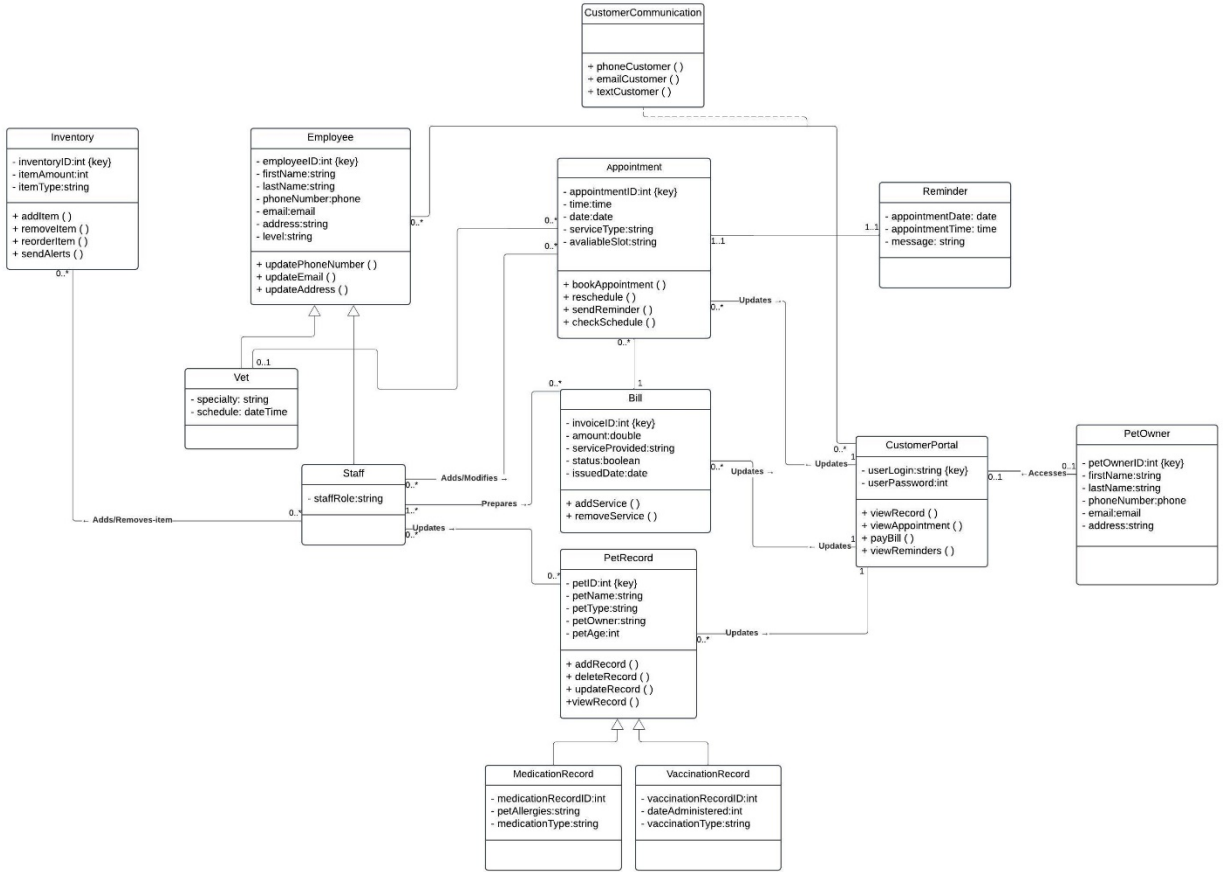 CustomerCommunication
+ phoneCustomer ( )
+ emailCustomer ( )
+ textCustomer ( )
Inventory
- inventoryID:int {key}
- itemAmount:int
- itemType:string
+ addItem ( )
+ removeItem ( )
+ reorderItem ( )
+ sendAlerts ( )
0..*
Employee
- employeeID:int {key}
- firstName:string
- lastName:string
- phoneNumber:phone
- email:email
- address:string
- level:string
+ updatePhoneNumber ( )
+ updateEmail ( )
+ updateAddress ( )
0..*
Appointment
- appointmentID:int {key}
- time:time
- date:date
- serviceType:string
- avaliableSlot:string
+ bookAppointment ( )
+ reschedule ( )
+ sendReminder ( )
+ checkSchedule ( )
0..*
0..*
1..1
1..1
0..*
Updates →
0..*
Reminder
- appointmentDate: date
- appointmentTime: time
- message: string
0..1
Vet
- specialty: string
- schedule: dateTime
0..*
1
Bill
- invoiceID:int {key}
- amount:double
- serviceProvided:string
- status:boolean
- issuedDate:date
+ addService ( )
+ removeService ( )
0..*
Updates →
Staff
- staffRole:string
0..*
Adds/Modifies →
1..*
Prepares →
0..*
Updates →
0..*
← Adds/Removes-item
CustomerPortal
- userLogin:string {key}
- userPassword:int
+ viewRecord ( )
+ viewAppointment ( )
+ payBill ( )
+ viewReminders ( )
0..*
1
← Updates
1
← Updates
1
0..1
← Accesses
0..1
PetOwner
- petOwnerID:int {key}
- firstName:string
- lastName:string
- phoneNumber:phone
- email:email
- address:string
0..*
PetRecord
- petID:int {key}
- petName:string
- petType:string
- petOwner:string
- petAge:int
+ addRecord ( )
+ deleteRecord ( )
+ updateRecord ( )
+viewRecord ( )
0..*
Updates →
MedicationRecord
- medicationRecordID:int
- petAllergies:string
- medicationType:string
VaccinationRecord
- vaccinationRecordID:int
- dateAdministered:int
- vaccinationType:string